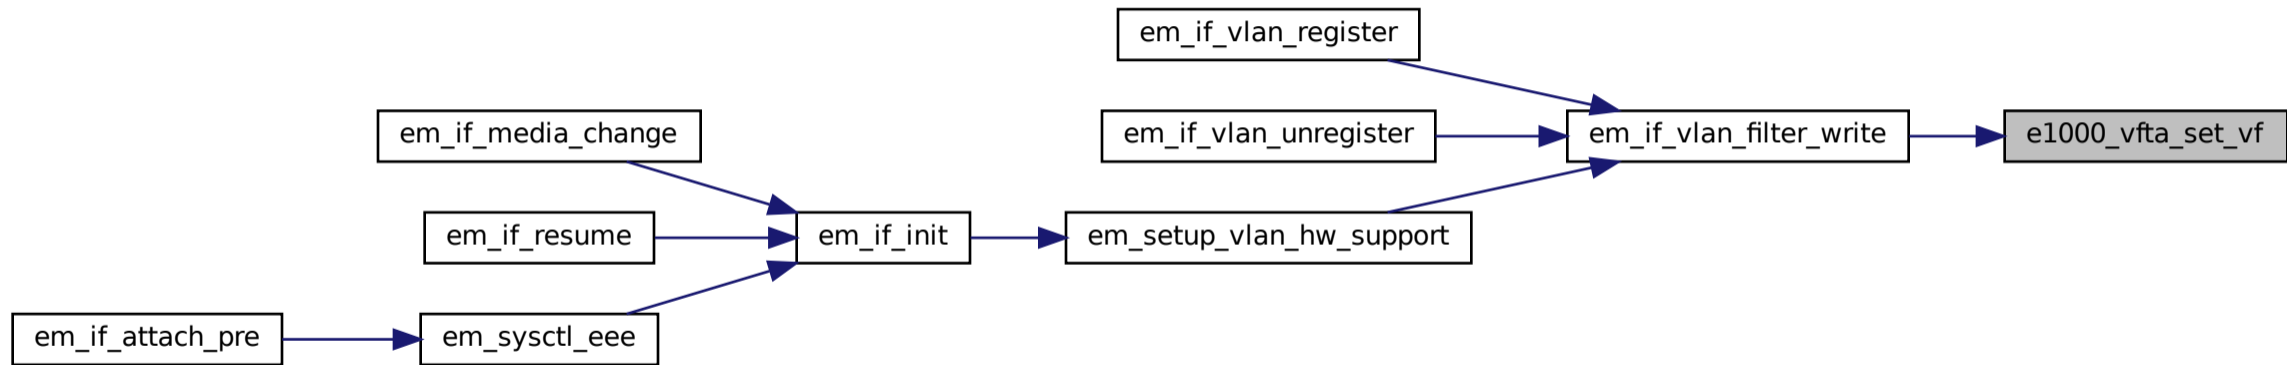 em_if_vlan_register
em_if_media_change
em_if_vlan_unregister
em_if_vlan_filter_write
e1000_vfta_set_vf
em_if_resume
em_if_init
em_setup_vlan_hw_support
em_if_attach_pre
em_sysctl_eee